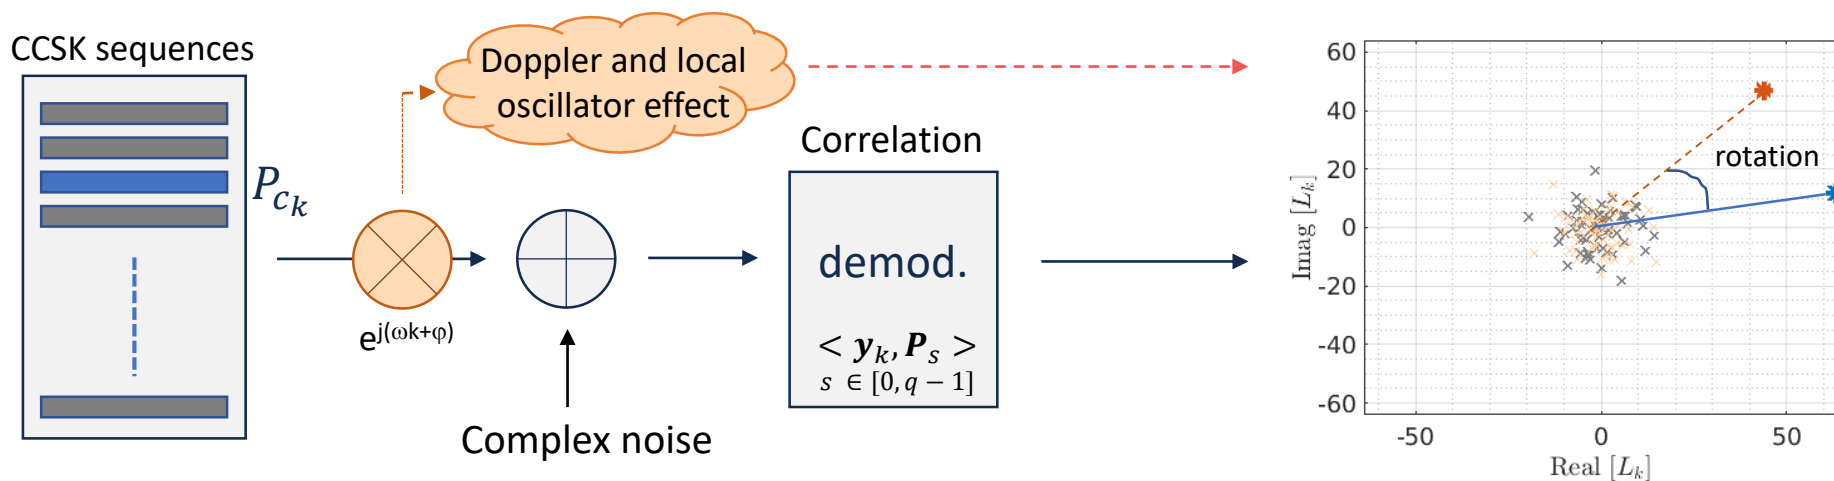 CCSK sequences
P_{c_k}
Doppler and local
oscillator effect
e^{j(ωk+φ)}
Complex noise
Correlation
demod.
< y_k, P_s >
s ∈ [0, q − 1]
60
40
20
0
-20
-40
-60
Imag [L_k]
rotation
-50
0
50
Real [L_k]